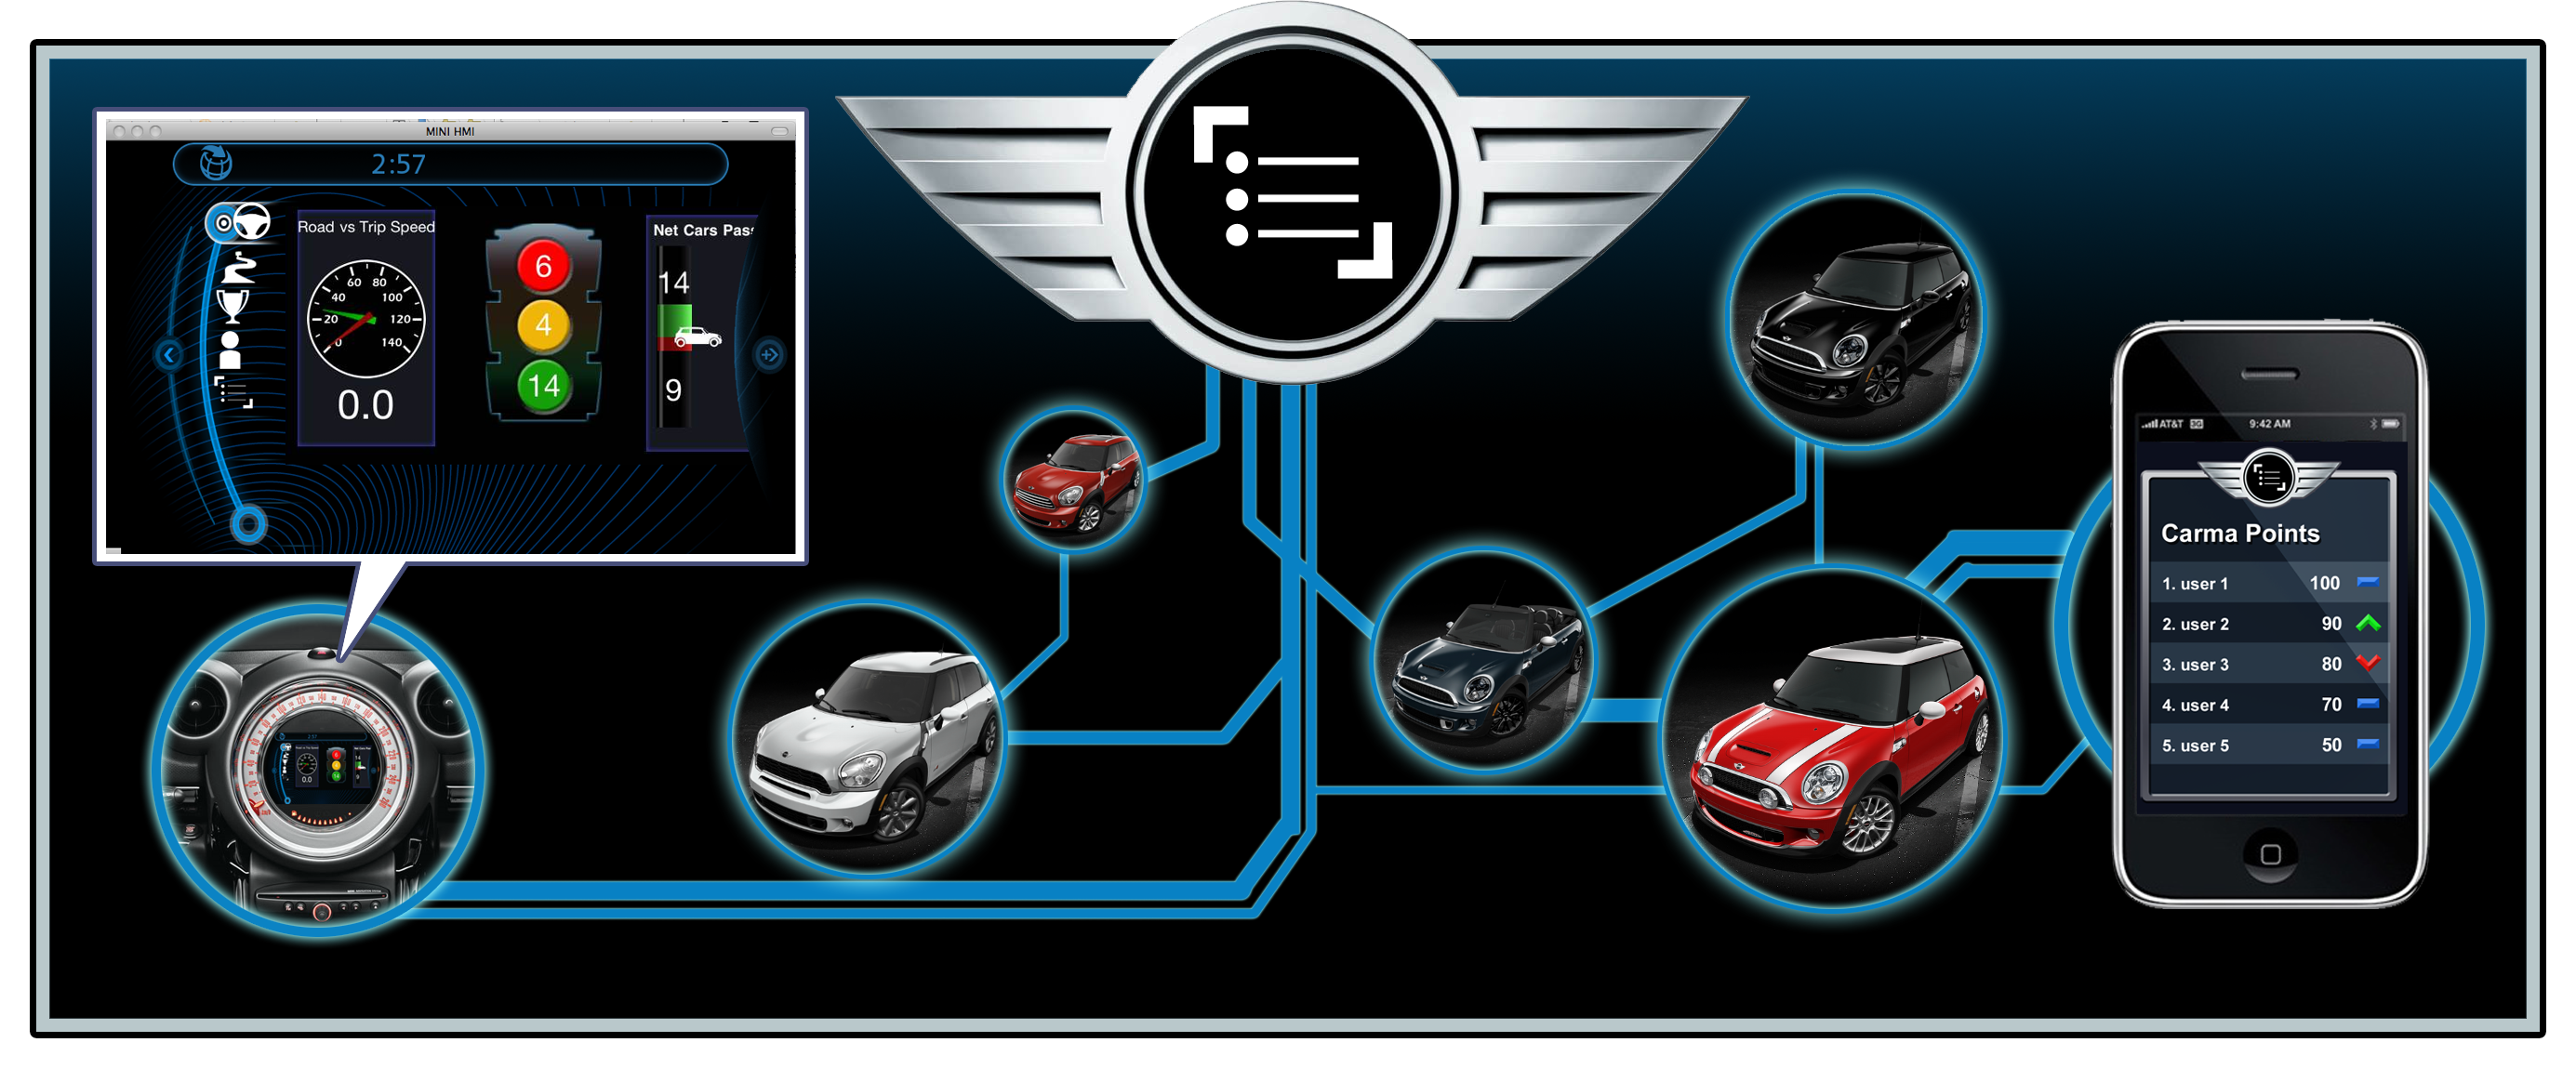 MINI HMI
2:57
Road vs Trip Speed
0 20 40 60 80 100 120 140
0.0
6
4
14
Net Cars Pass
14
9
AT&T 3G 9:42 AM
Carma Points
1. user 1 100
2. user 2 90
3. user 3 80
4. user 4 70
5. user 5 50